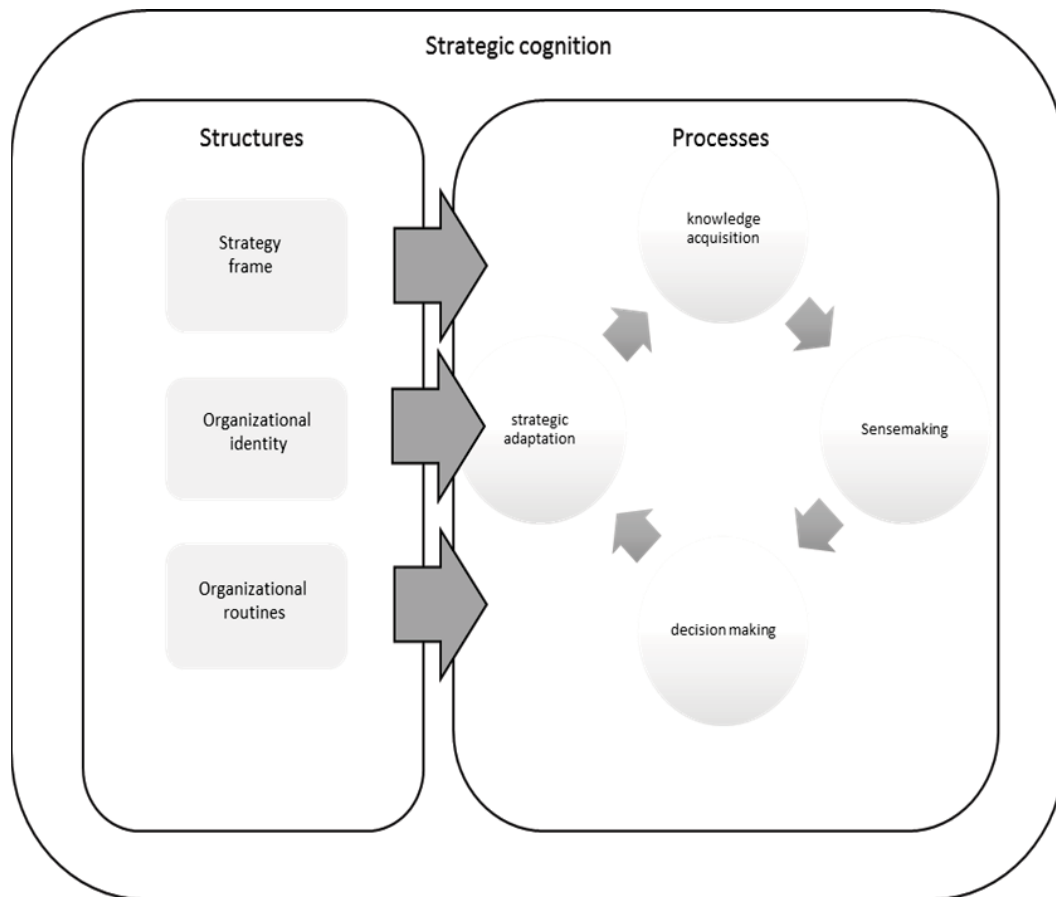 Strategic cognition
Structures
Strategy
frame
Organizational
identity
Organizational
routines
Processes
knowledge
acquisition
Sensemaking
decision making
strategic
adaptation